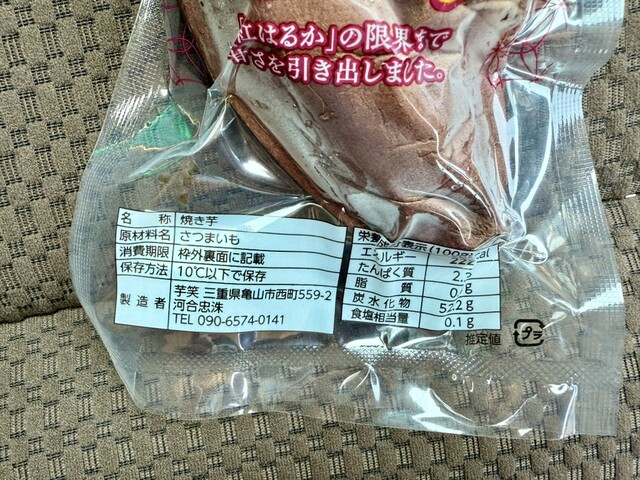 「紅はるか」の限界まで
甘さを引き出しました。
名 称 焼き芋
原材料名 さつまいも
消費期限 枠外裏面に記載
保存方法 10℃以下で保存
製造者 芋笑 三重県亀山市西町559-2
河合忠洙
TEL 090-6574-0141
エネルギー
たんぱく質
脂 質
炭水化物
食塩相当量 0.1g
推定値 プラ